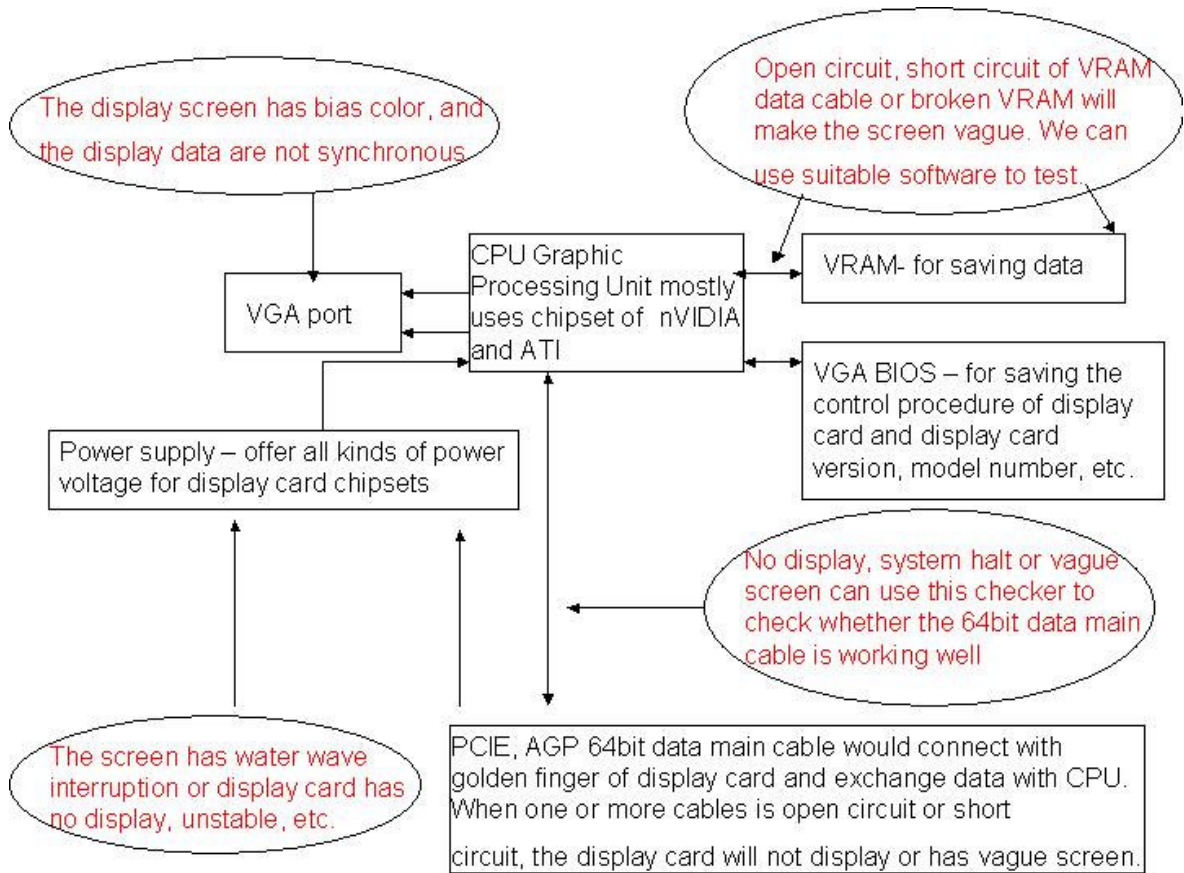 The display screen has bias color, and
the display data are not synchronous
Open circuit, short circuit of VRAM
data cable or broken VRAM will
make the screen vague. We can
use suitable software to test.
CPU Graphic
Processing Unit mostly
uses chipset of nVIDIA
and ATI
VRAM- for saving data
VGA port
VGA BIOS – for saving the
control procedure of display
card and display card
version, model number, etc.
Power supply – offer all kinds of power
voltage for display card chipsets
No display, system halt or vague
screen can use this checker to
check whether the 64bit data main
cable is working well
The screen has water wave
interruption or display card has
no display, unstable, etc.
PCIE, AGP 64bit data main cable would connect with
golden finger of display card and exchange data with CPU.
When one or more cables is open circuit or short
circuit, the display card will not display or has vague screen.